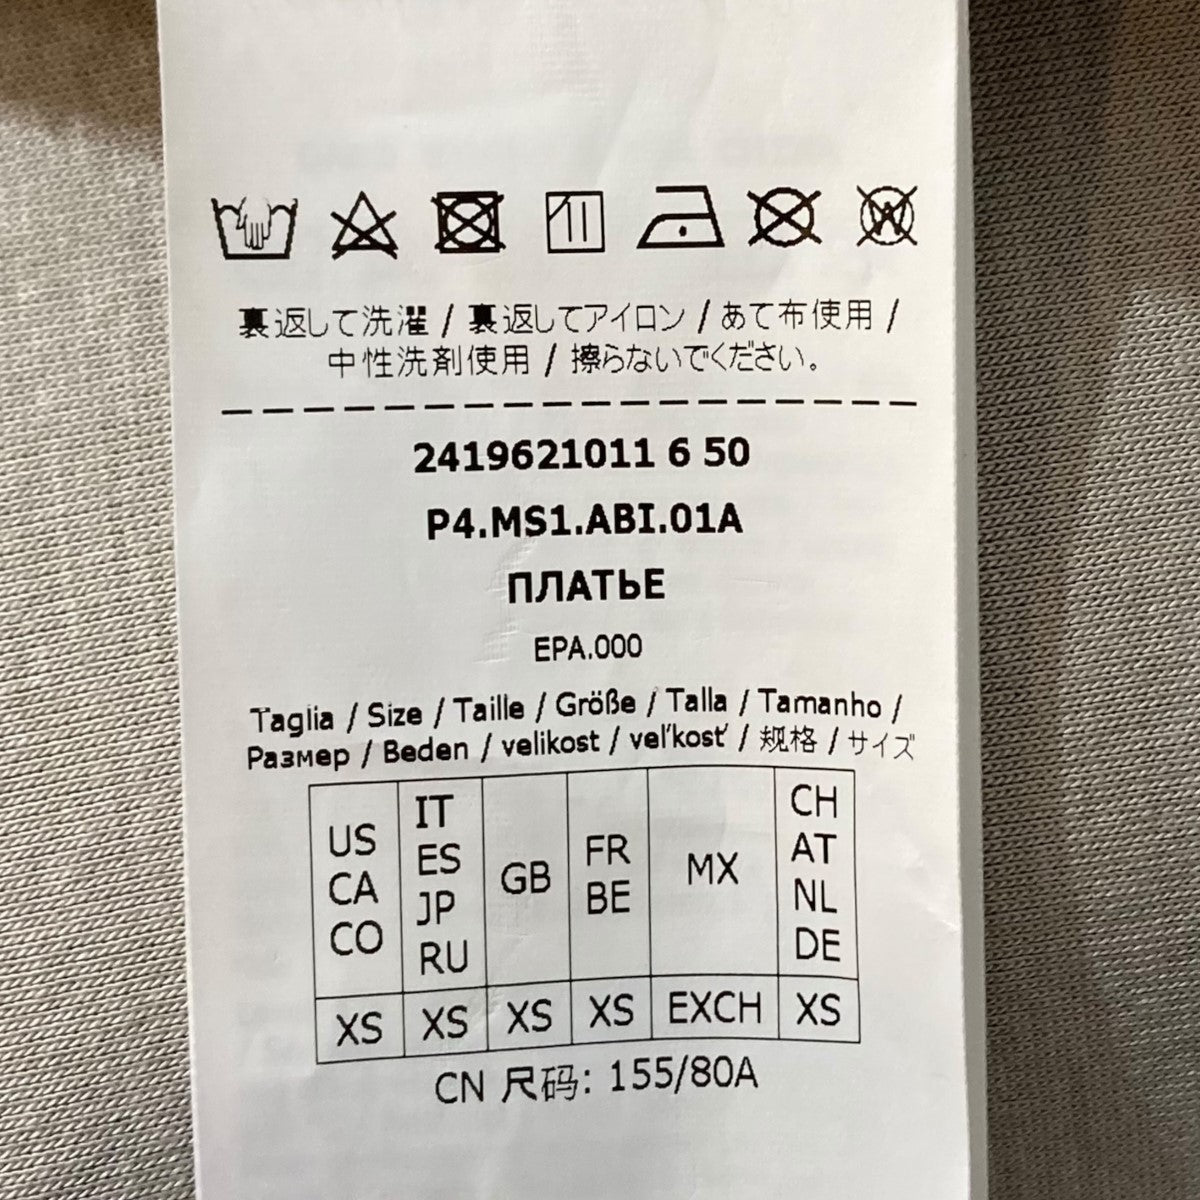 裏返して洗濯 / 裏返してアイロン / あて布使用 /
中性洗剤使用 / 擦らないでください。
2419621011 6 50
P4.MS1.ABI.01A
ПЛАТЬЕ
EPA.000
Taglia / Size / Taille / Größe / Talla / Tamanho /
Размер / Beden / velikost / veľkosť / 规格 / サイズ
US CA CO
IT ES JP RU
GB
FR BE
MX
CH AT NL DE
XS XS XS XS EXCH XS
CN 尺码: 155/80A